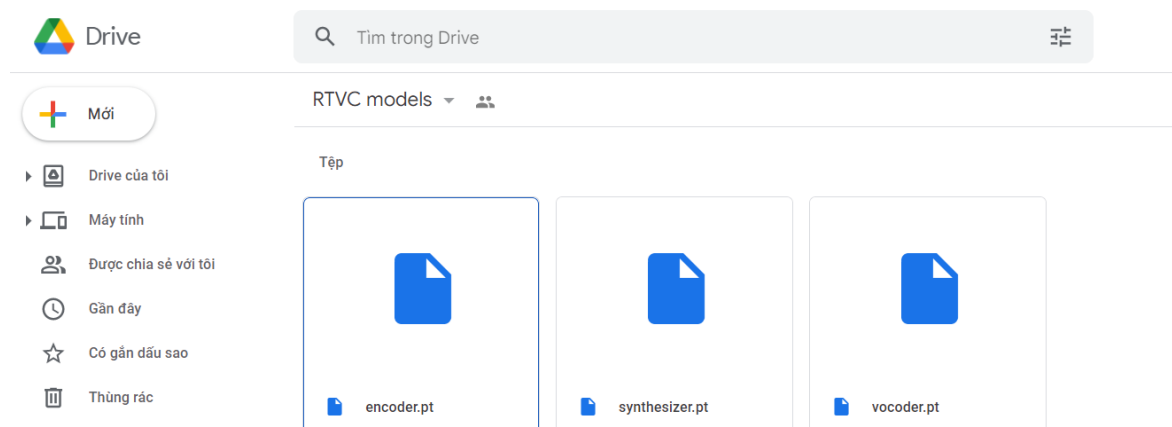 Drive
Tìm trong Drive
Mới
RTVC models
Tệp
Drive của tôi
Máy tính
Được chia sẻ với tôi
Gần đây
Có gắn dấu sao
Thùng rác
encoder.pt
synthesizer.pt
vocoder.pt